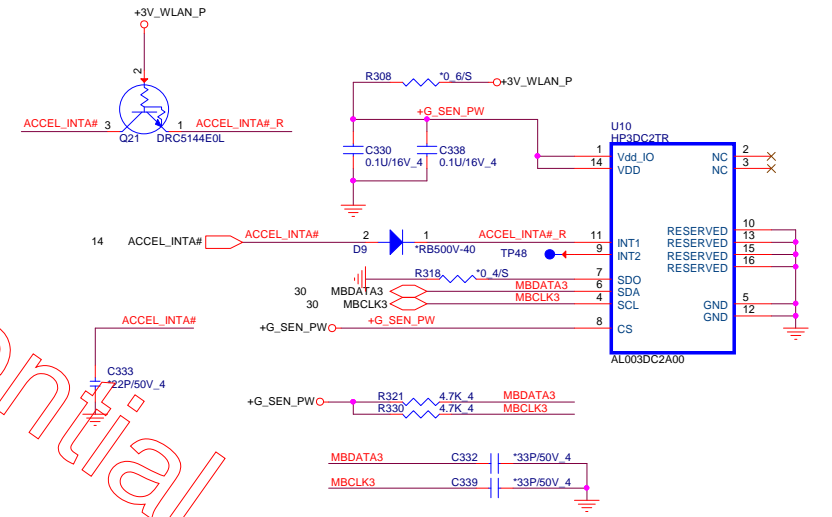 +3V_WLAN_P
2
ACCEL_INTA# 3 1 ACCEL_INTA#_R
Q21 DRC5144E0L
R308 *0_6/S +3V_WLAN_P
+G_SEN_PW
C330
0.1U/16V_4
C338
0.1U/16V_4
U10
HP3DC2TR
1 Vdd_IO
14 VDD
NC 2
NC 3
RESERVED 10
RESERVED 13
RESERVED 15
RESERVED 16
GND 5
GND 12
14 ACCEL_INTA# ACCEL_INTA# 2 1 ACCEL_INTA#_R 11 INT1
D9 *RB500V-40
TP48 9 INT2
R318 *0_4/S 7 SDO
30 MBDATA3 MBDATA3 6 SDA
30 MBCLK3 MBCLK3 4 SCL
+G_SEN_PW +G_SEN_PW 8 CS
AL003DC2A00
ACCEL_INTA#
C333
*22P/50V_4
+G_SEN_PW R321 4.7K_4 MBDATA3
R330 4.7K_4 MBCLK3
MBDATA3 C332 *33P/50V_4
MBCLK3 C339 *33P/50V_4
ential